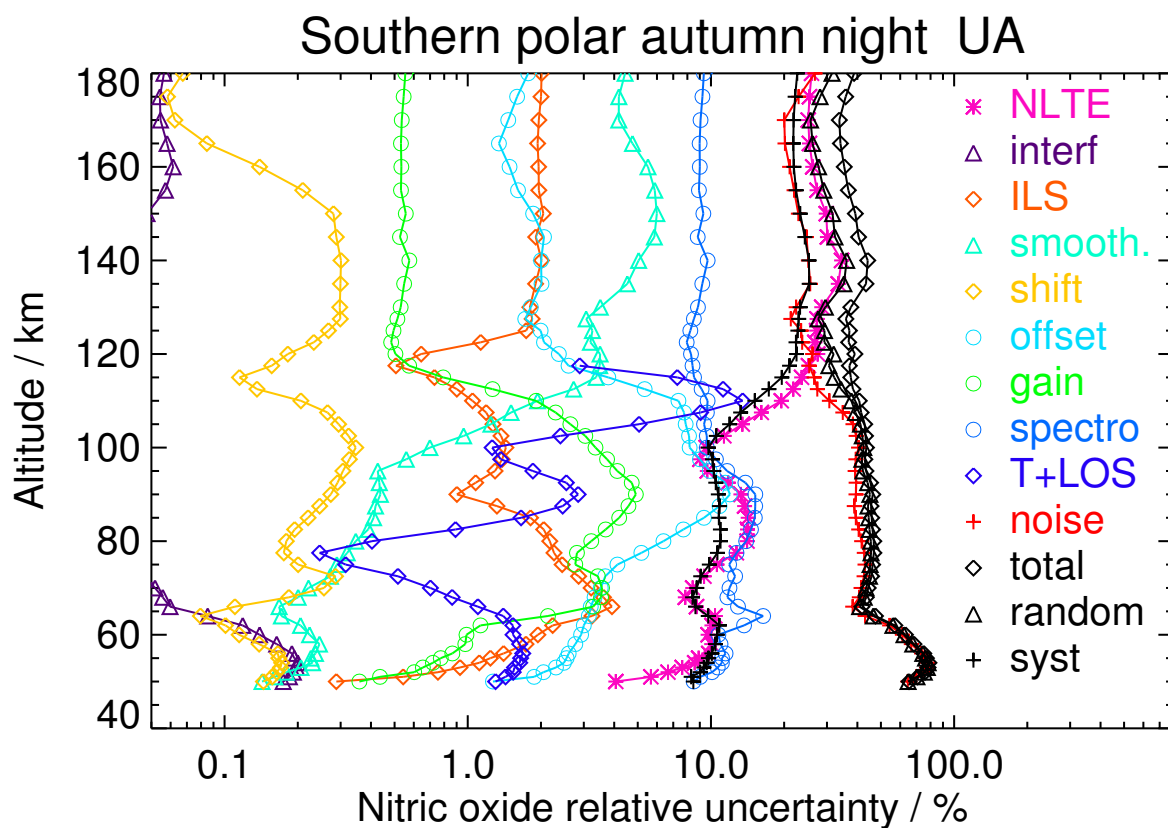 Southern polar autumn night UA
180
160
140
120
100
80
60
40
Altitude / km
NLTE
interf
ILS
smooth.
shift
offset
gain
spectro
T+LOS
noise
total
random
syst
0.1 1.0 10.0 100.0
Nitric oxide relative uncertainty / %